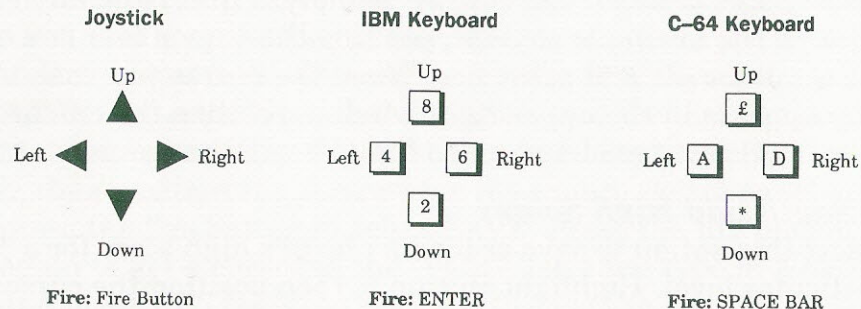 Joystick
IBM Keyboard
C–64 Keyboard
Up
Up
Up
8
£
Left
Right
Left
4
6
Right
Left
A
D
Right
2
*
Down
Down
Down
Fire: Fire Button
Fire: ENTER
Fire: SPACE BAR